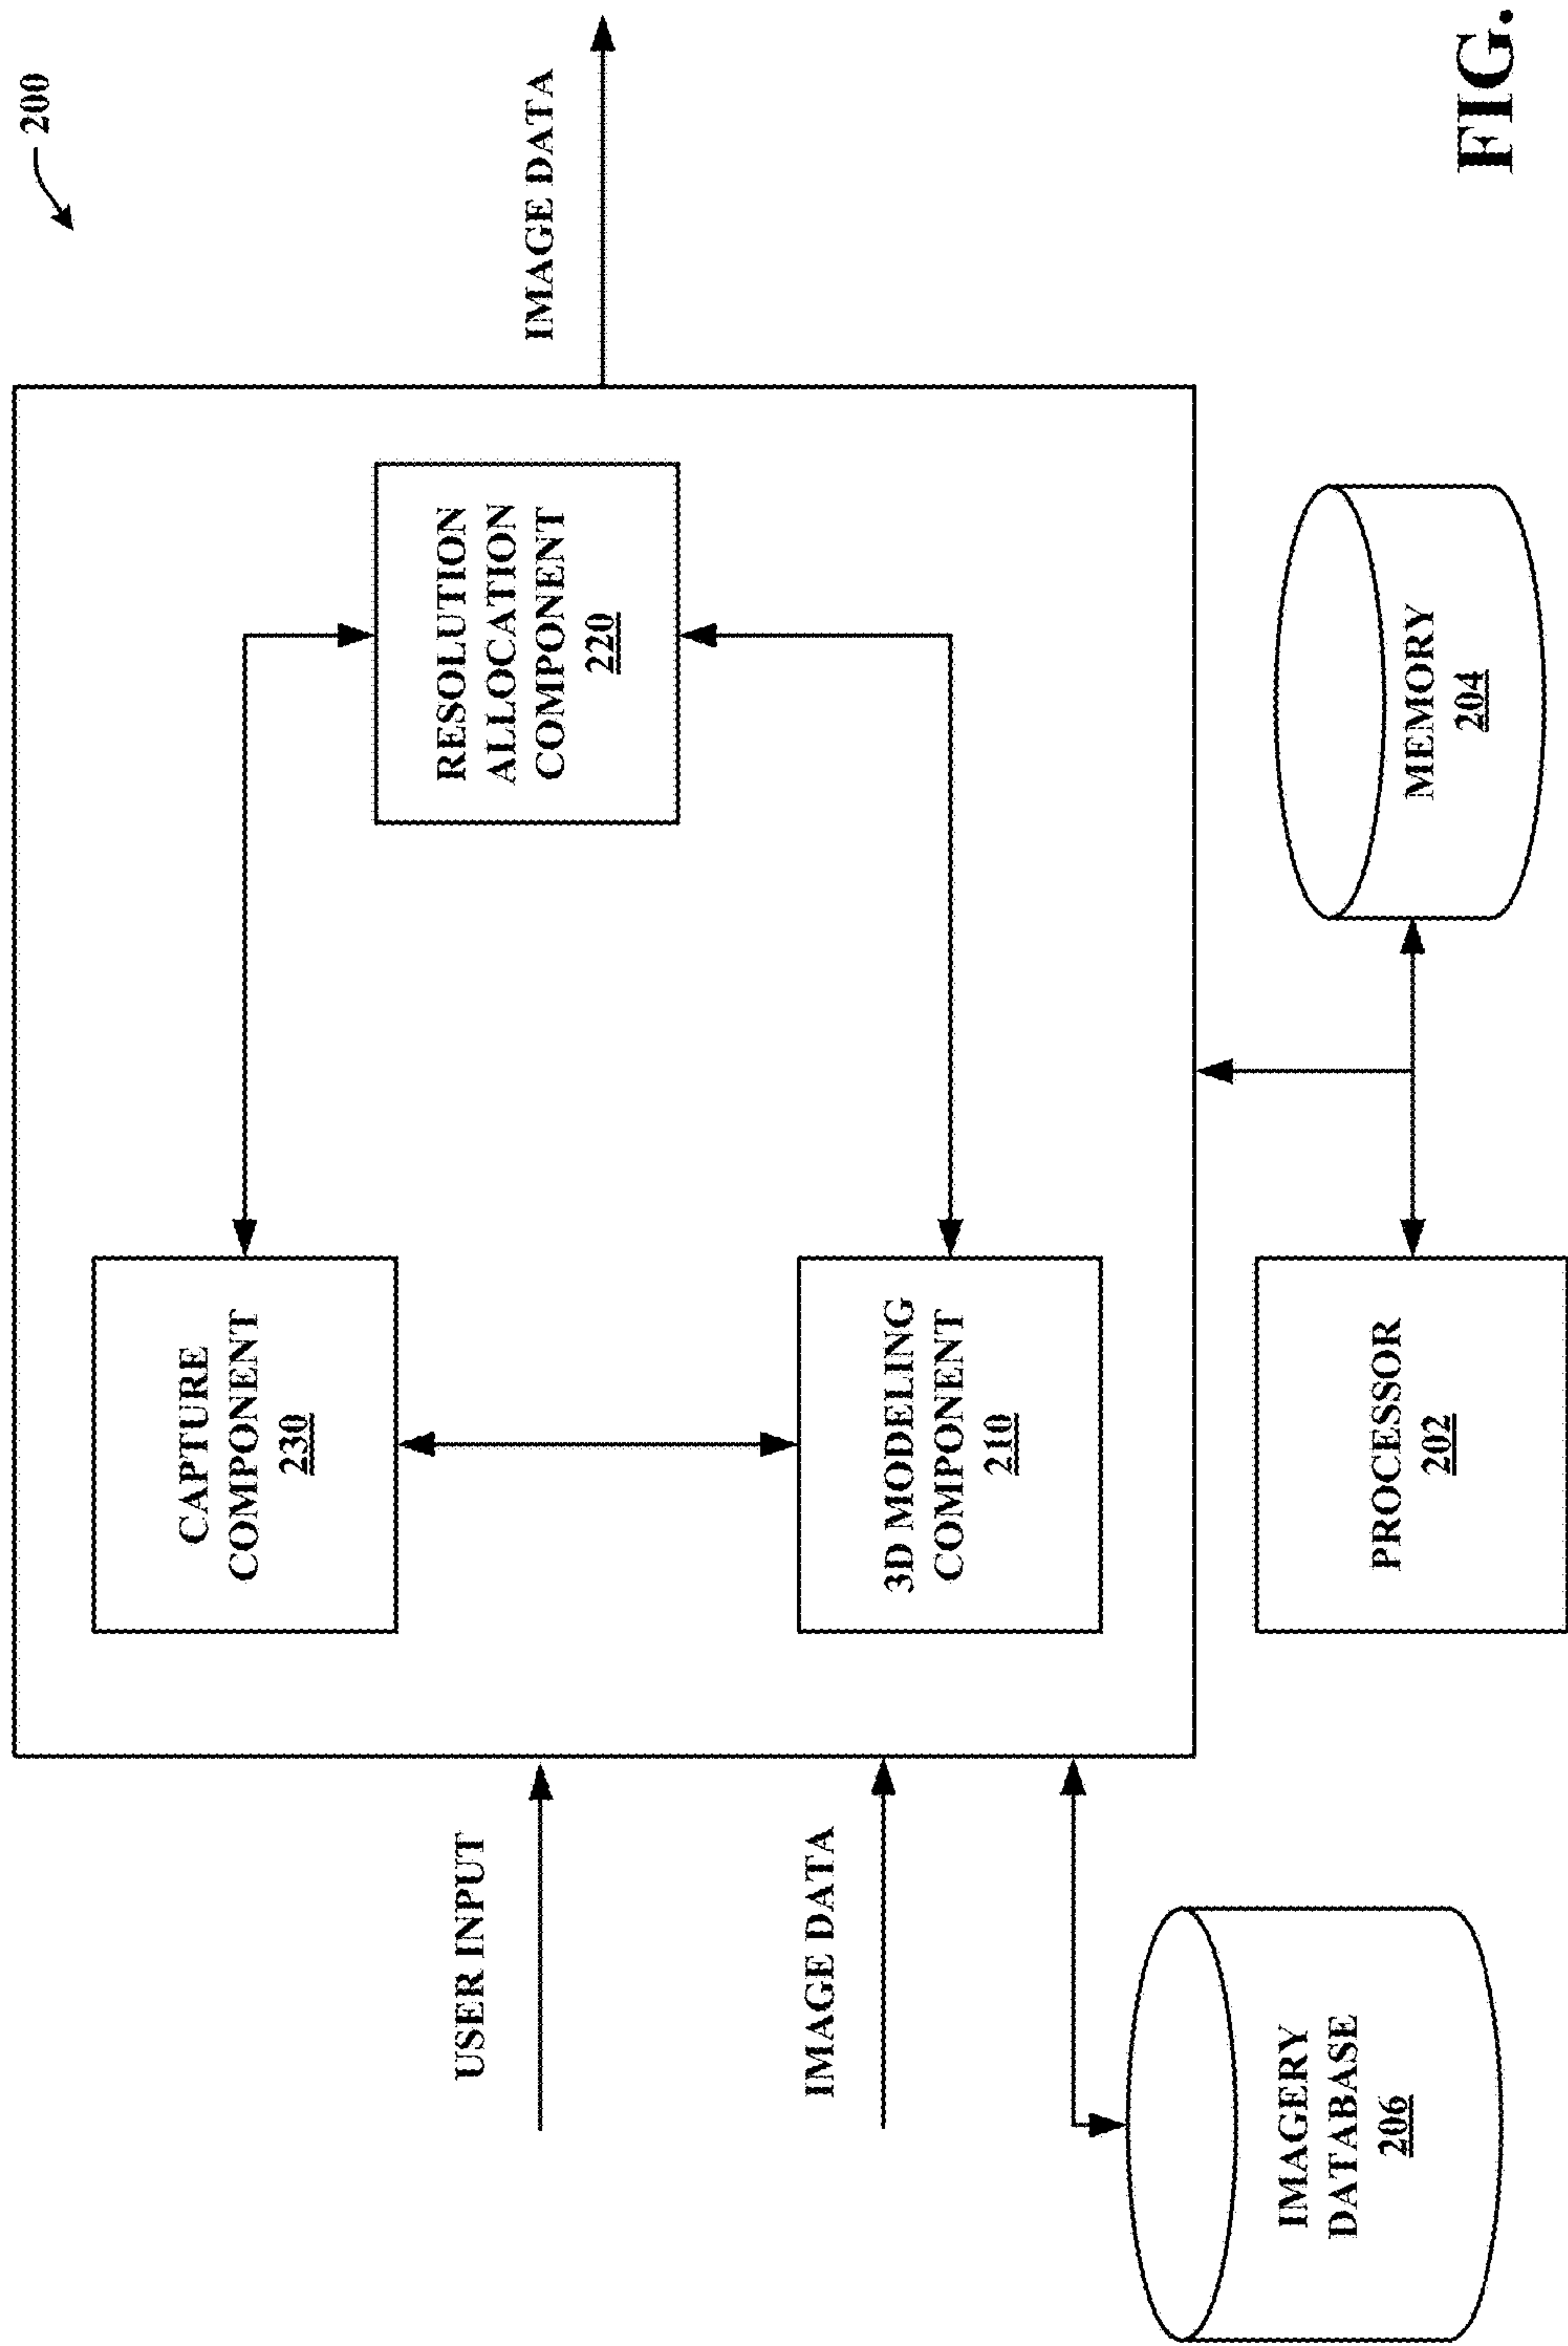 200
CAPTURE
COMPONENT
230
RESOLUTION
ALLOCATION
COMPONENT
220
3D MODELING
COMPONENT
210
USER INPUT
IMAGE DATA
IMAGE DATA
IMAGERY
DATABASE
206
PROCESSOR
202
MEMORY
204
FIG.